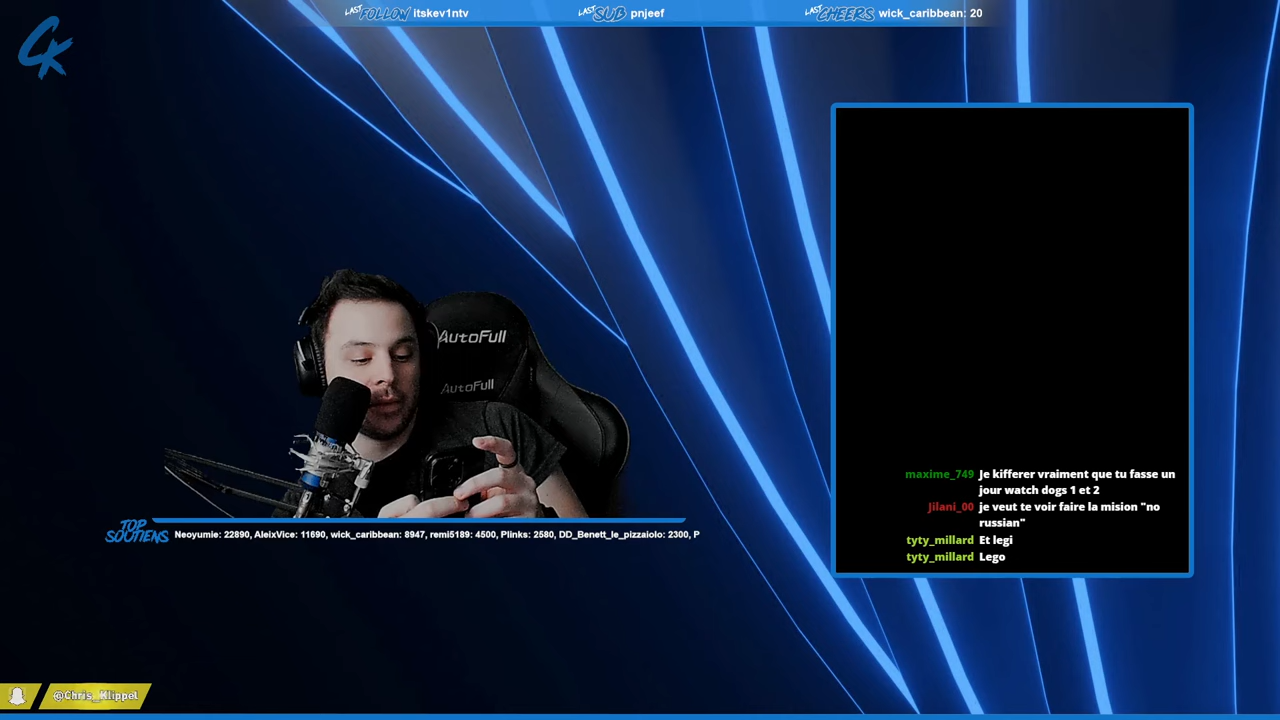 LAST FOLLOW itskev1ntv LAST SUB pnjeef LAST CHEERS wick_caribbean: 20
CK
AutoFull
AutoFull
maxime_749 Je kifferer vraiment que tu fasse un
jour watch dogs 1 et 2
Jilani_00 je veut te voir faire la mision "no
russian"
tyty_millard Et legi
tyty_millard Lego
TOP
SOUTIENS Neoyumie: 22890, AleixVice: 11690, wick_caribbean: 8947, remi5189: 4500, Plinks: 2580, DD_Benett_le_pizzaiolo: 2300, P
@Chris_Klippel